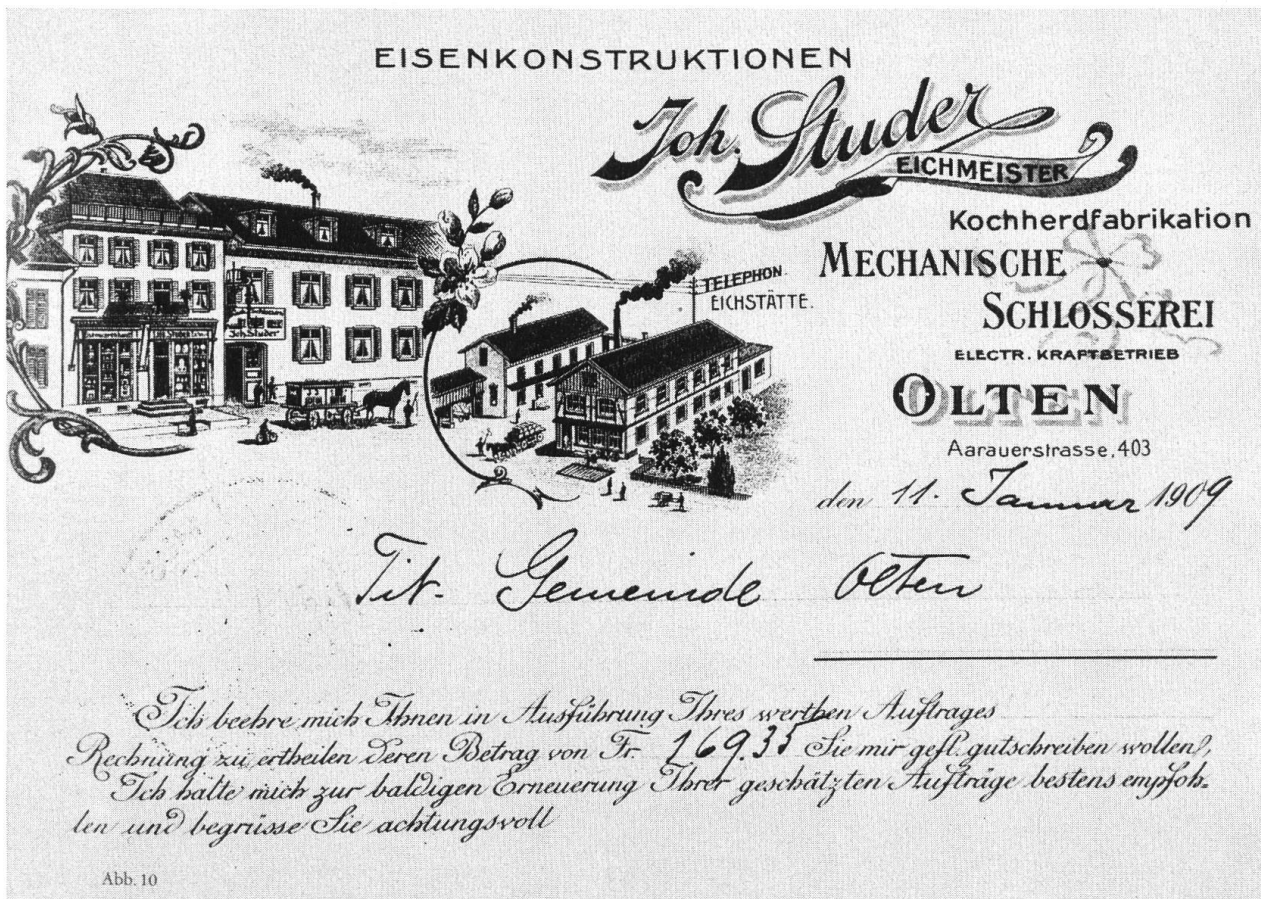 EISENKONSTRUKTIONEN
Joh. Studer
EICHMEISTER
Kochherdfabrikation
MECHANISCHE
SCHLOSSEREI
ELECTR. KRAFTBETRIEB
OLTEN
Aarauerstrasse. 403
TELEPHON.
EICHSTÄTTE.
Joh. Studer
den 11. Januar 1909
Tit. Gemeinde Olten
Ich beehre mich Ihnen in Ausführung Ihres werthen Auftrages
Rechnung zu ertheilen deren Betrag von Fr. 169.35 Sie mir gefl. gutschreiben wollen,
Ich halte mich zur baldigen Erneuerung Ihrer geschätzten Aufträge bestens empfoh-
len und begrüsse Sie achtungsvoll
Abb. 10